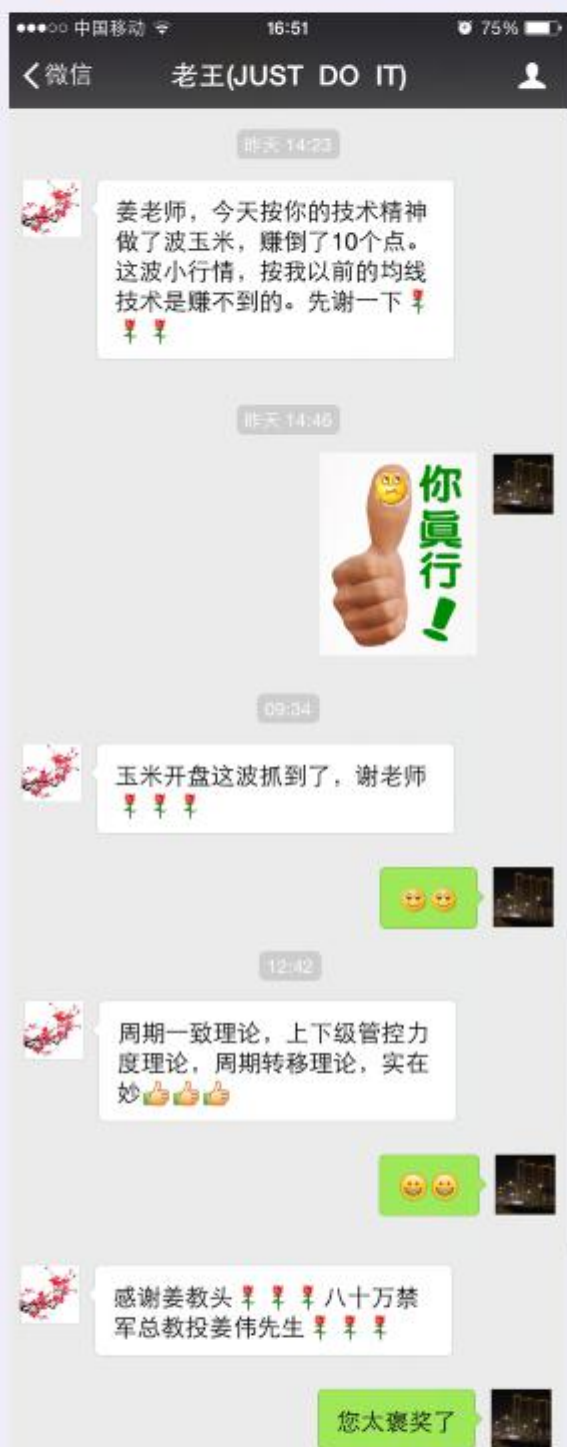 中国移动 16:51 75%
微信 老王(JUST DO IT)
昨天 14:23
姜老师，今天按你的技术精神
做了波玉米，赚倒了10个点。
这波小行情，按我以前的均线
技术是赚不到的。先谢一下🌹
🌹🌹
昨天 14:46
你
真
行
！
09:34
玉米开盘这波抓到了，谢老师
🌹🌹🌹
12:42
周期一致理论，上下级管控力
度理论，周期转移理论，实在
妙👍👍👍
感谢姜教头🌹🌹🌹八十万禁
军总教投姜伟先生🌹🌹🌹
您太褒奖了